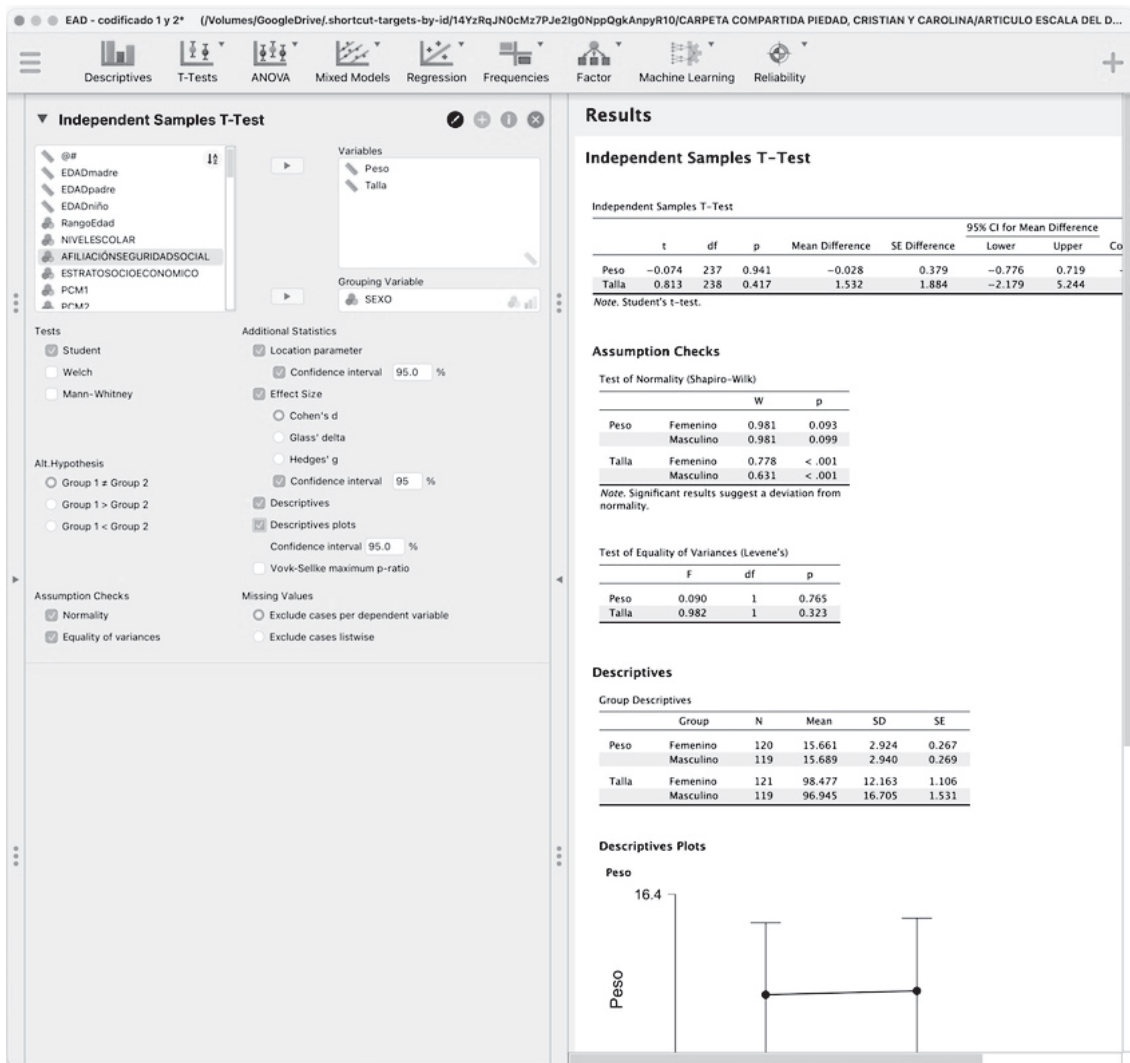 EAD - codificado 1 y 2* (/Volumes/GoogleDrive/.shortcut-targets-by-id/14YzRqJN0cMz7PJe2Ig0NppQgkAnpyR10/CARPETA COMPARTIDA PIEDAD, CRISTIAN Y CAROLINA/ARTICULO ESCALA DEL D...
Descriptives T-Tests ANOVA Mixed Models Regression Frequencies Factor Machine Learning Reliability
Independent Samples T-Test
@#
EDADmadre
EDADpadre
EDADniño
RangoEdad
NIVELESCOLAR
AFILIACIÓNSEGURIDADSOCIAL
ESTRATOSOCIOECONOMICO
PCM1
PCM2
Variables
Peso
Talla
Grouping Variable
SEXO
Tests
Student
Welch
Mann-Whitney
Alt.Hypothesis
Group 1 ≠ Group 2
Group 1 > Group 2
Group 1 < Group 2
Assumption Checks
Normality
Equality of variances
Additional Statistics
Location parameter
Confidence interval 95.0 %
Effect Size
Cohen's d
Glass' delta
Hedges' g
Confidence interval 95 %
Descriptives
Descriptives plots
Confidence interval 95.0 %
Vovk-Sellke maximum p-ratio
Missing Values
Exclude cases per dependent variable
Exclude cases listwise
Results
Independent Samples T-Test
Independent Samples T-Test
95% CI for Mean Difference
t df p Mean Difference SE Difference Lower Upper Co
Peso −0.074 237 0.941 −0.028 0.379 −0.776 0.719 -
Talla 0.813 238 0.417 1.532 1.884 −2.179 5.244
Note. Student's t-test.
Assumption Checks
Test of Normality (Shapiro-Wilk)
W p
Peso Femenino 0.981 0.093
Masculino 0.981 0.099
Talla Femenino 0.778 < .001
Masculino 0.631 < .001
Note. Significant results suggest a deviation from
normality.
Test of Equality of Variances (Levene's)
F df p
Peso 0.090 1 0.765
Talla 0.982 1 0.323
Descriptives
Group Descriptives
Group N Mean SD SE
Peso Femenino 120 15.661 2.924 0.267
Masculino 119 15.689 2.940 0.269
Talla Femenino 121 98.477 12.163 1.106
Masculino 119 96.945 16.705 1.531
Descriptives Plots
Peso
16.4
Peso